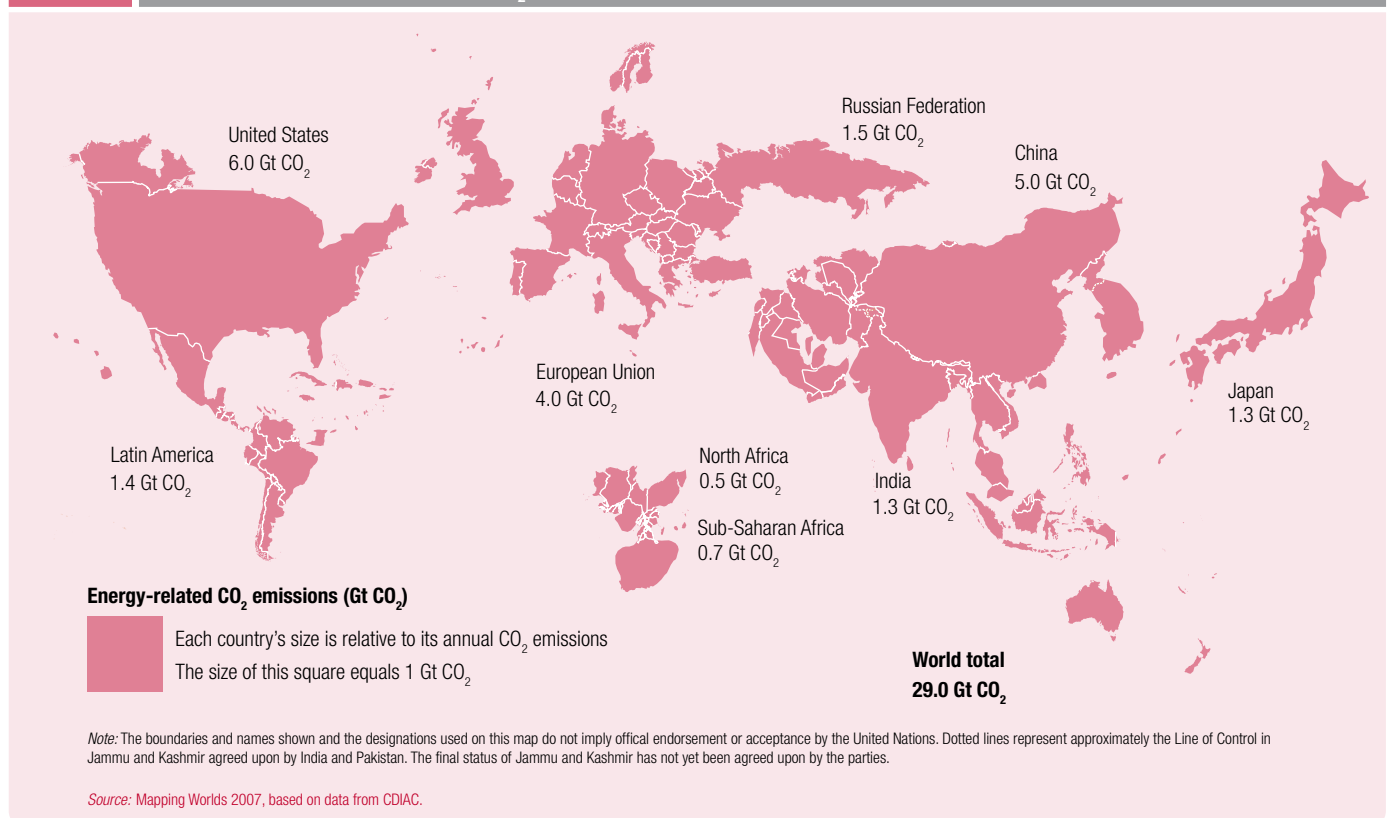 United States
6.0 Gt CO₂
Russian Federation
1.5 Gt CO₂
China
5.0 Gt CO₂
European Union
4.0 Gt CO₂
Japan
1.3 Gt CO₂
Latin America
1.4 Gt CO₂
North Africa
0.5 Gt CO₂
India
1.3 Gt CO₂
Sub-Saharan Africa
0.7 Gt CO₂
Energy-related CO₂ emissions (Gt CO₂)
Each country's size is relative to its annual CO₂ emissions
The size of this square equals 1 Gt CO₂
World total
29.0 Gt CO₂
Note: The boundaries and names shown and the designations used on this map do not imply offical endorsement or acceptance by the United Nations. Dotted lines represent approximately the Line of Control in
Jammu and Kashmir agreed upon by India and Pakistan. The final status of Jammu and Kashmir has not yet been agreed upon by the parties.
Source: Mapping Worlds 2007, based on data from CDIAC.